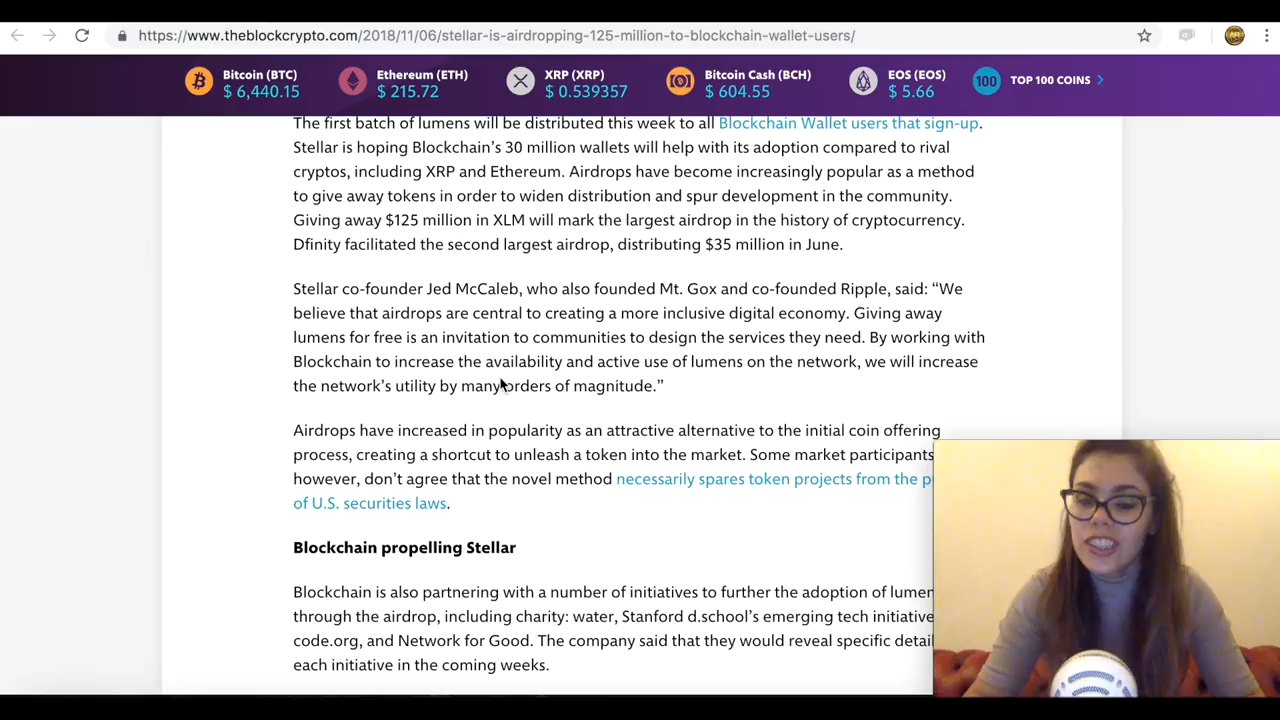 https://www.theblockcrypto.com/2018/11/06/stellar-is-airdropping-125-million-to-blockchain-wallet-users/
Bitcoin (BTC)
$ 6,440.15
Ethereum (ETH)
$ 215.72
XRP (XRP)
$ 0.539357
Bitcoin Cash (BCH)
$ 604.55
EOS (EOS)
$ 5.66
100
TOP 100 COINS
The first batch of lumens will be distributed this week to all Blockchain Wallet users that sign-up.
Stellar is hoping Blockchain’s 30 million wallets will help with its adoption compared to rival
cryptos, including XRP and Ethereum. Airdrops have become increasingly popular as a method
to give away tokens in order to widen distribution and spur development in the community.
Giving away $125 million in XLM will mark the largest airdrop in the history of cryptocurrency.
Dfinity facilitated the second largest airdrop, distributing $35 million in June.
Stellar co-founder Jed McCaleb, who also founded Mt. Gox and co-founded Ripple, said: “We
believe that airdrops are central to creating a more inclusive digital economy. Giving away
lumens for free is an invitation to communities to design the services they need. By working with
Blockchain to increase the availability and active use of lumens on the network, we will increase
the network’s utility by many orders of magnitude.”
Airdrops have increased in popularity as an attractive alternative to the initial coin offering
process, creating a shortcut to unleash a token into the market. Some market participants
however, don’t agree that the novel method necessarily spares token projects from the
of U.S. securities laws.
Blockchain propelling Stellar
Blockchain is also partnering with a number of initiatives to further the adoption of
through the airdrop, including charity: water, Stanford d.school’s emerging tech initiative
code.org, and Network for Good. The company said that they would reveal specific
each initiative in the coming weeks.